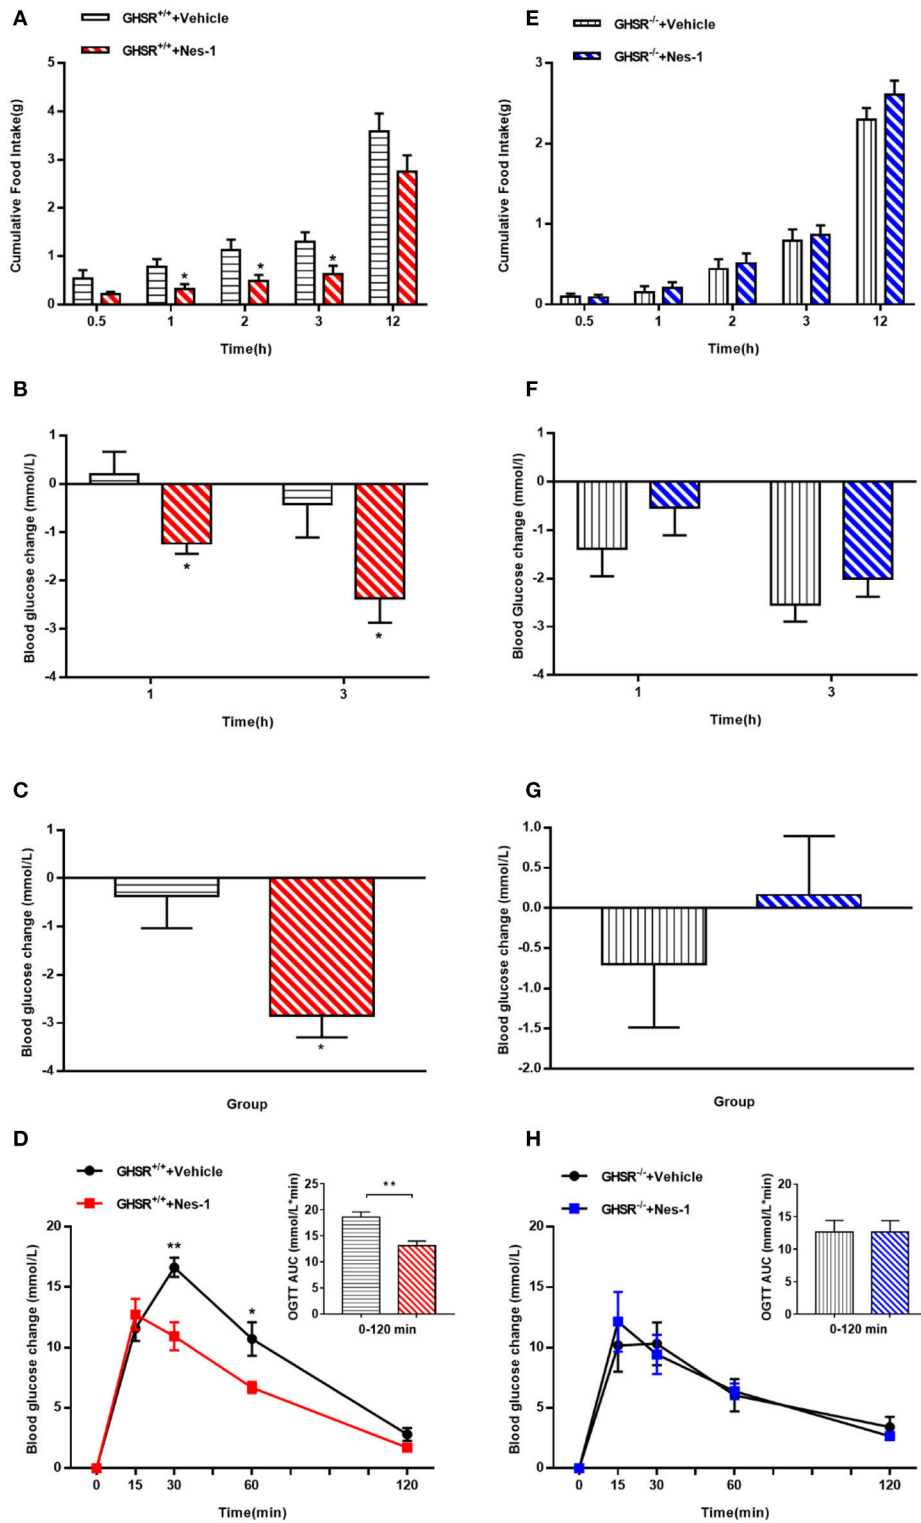 A
GHSR+/++Vehicle
GHSR+/++Nes-1
Cumulative Food Intake(g)
5
4
3
2
1
0
*
*
*
0.5
1
2
3
12
Time(h)
E
GHSR-/-+Vehicle
GHSR-/-+Nes-1
Cumulative Food Intake(g)
3
2
1
0
0.5
1
2
3
12
Time(h)
B
Blood glucose change (mmol/L)
1
0
-1
-2
-3
-4
*
*
1
3
Time(h)
F
Blood Glucose change (mmol/l)
1
0
-1
-2
-3
-4
1
3
Time(h)
C
Blood glucose change (mmol/L)
1
0
-1
-2
-3
-4
*
Group
G
Blood glucose change (mmol/L)
1.0
0.5
0.0
-0.5
-1.0
-1.5
-2.0
Group
D
GHSR+/++Vehicle
GHSR+/++Nes-1
Blood glucose change (mmol/L)
20
15
10
5
0
**
*
0
15
30
60
120
Time(min)
OGTT AUC (mmol/L*min)
25
20
15
10
5
0
**
0-120 min
H
GHSR-/-+Vehicle
GHSR-/-+Nes-1
Blood glucose change (mmol/L)
20
15
10
5
0
0
15
30
60
120
Time(min)
OGTT AUC (mmol/L*min)
20
15
10
5
0
0-120 min